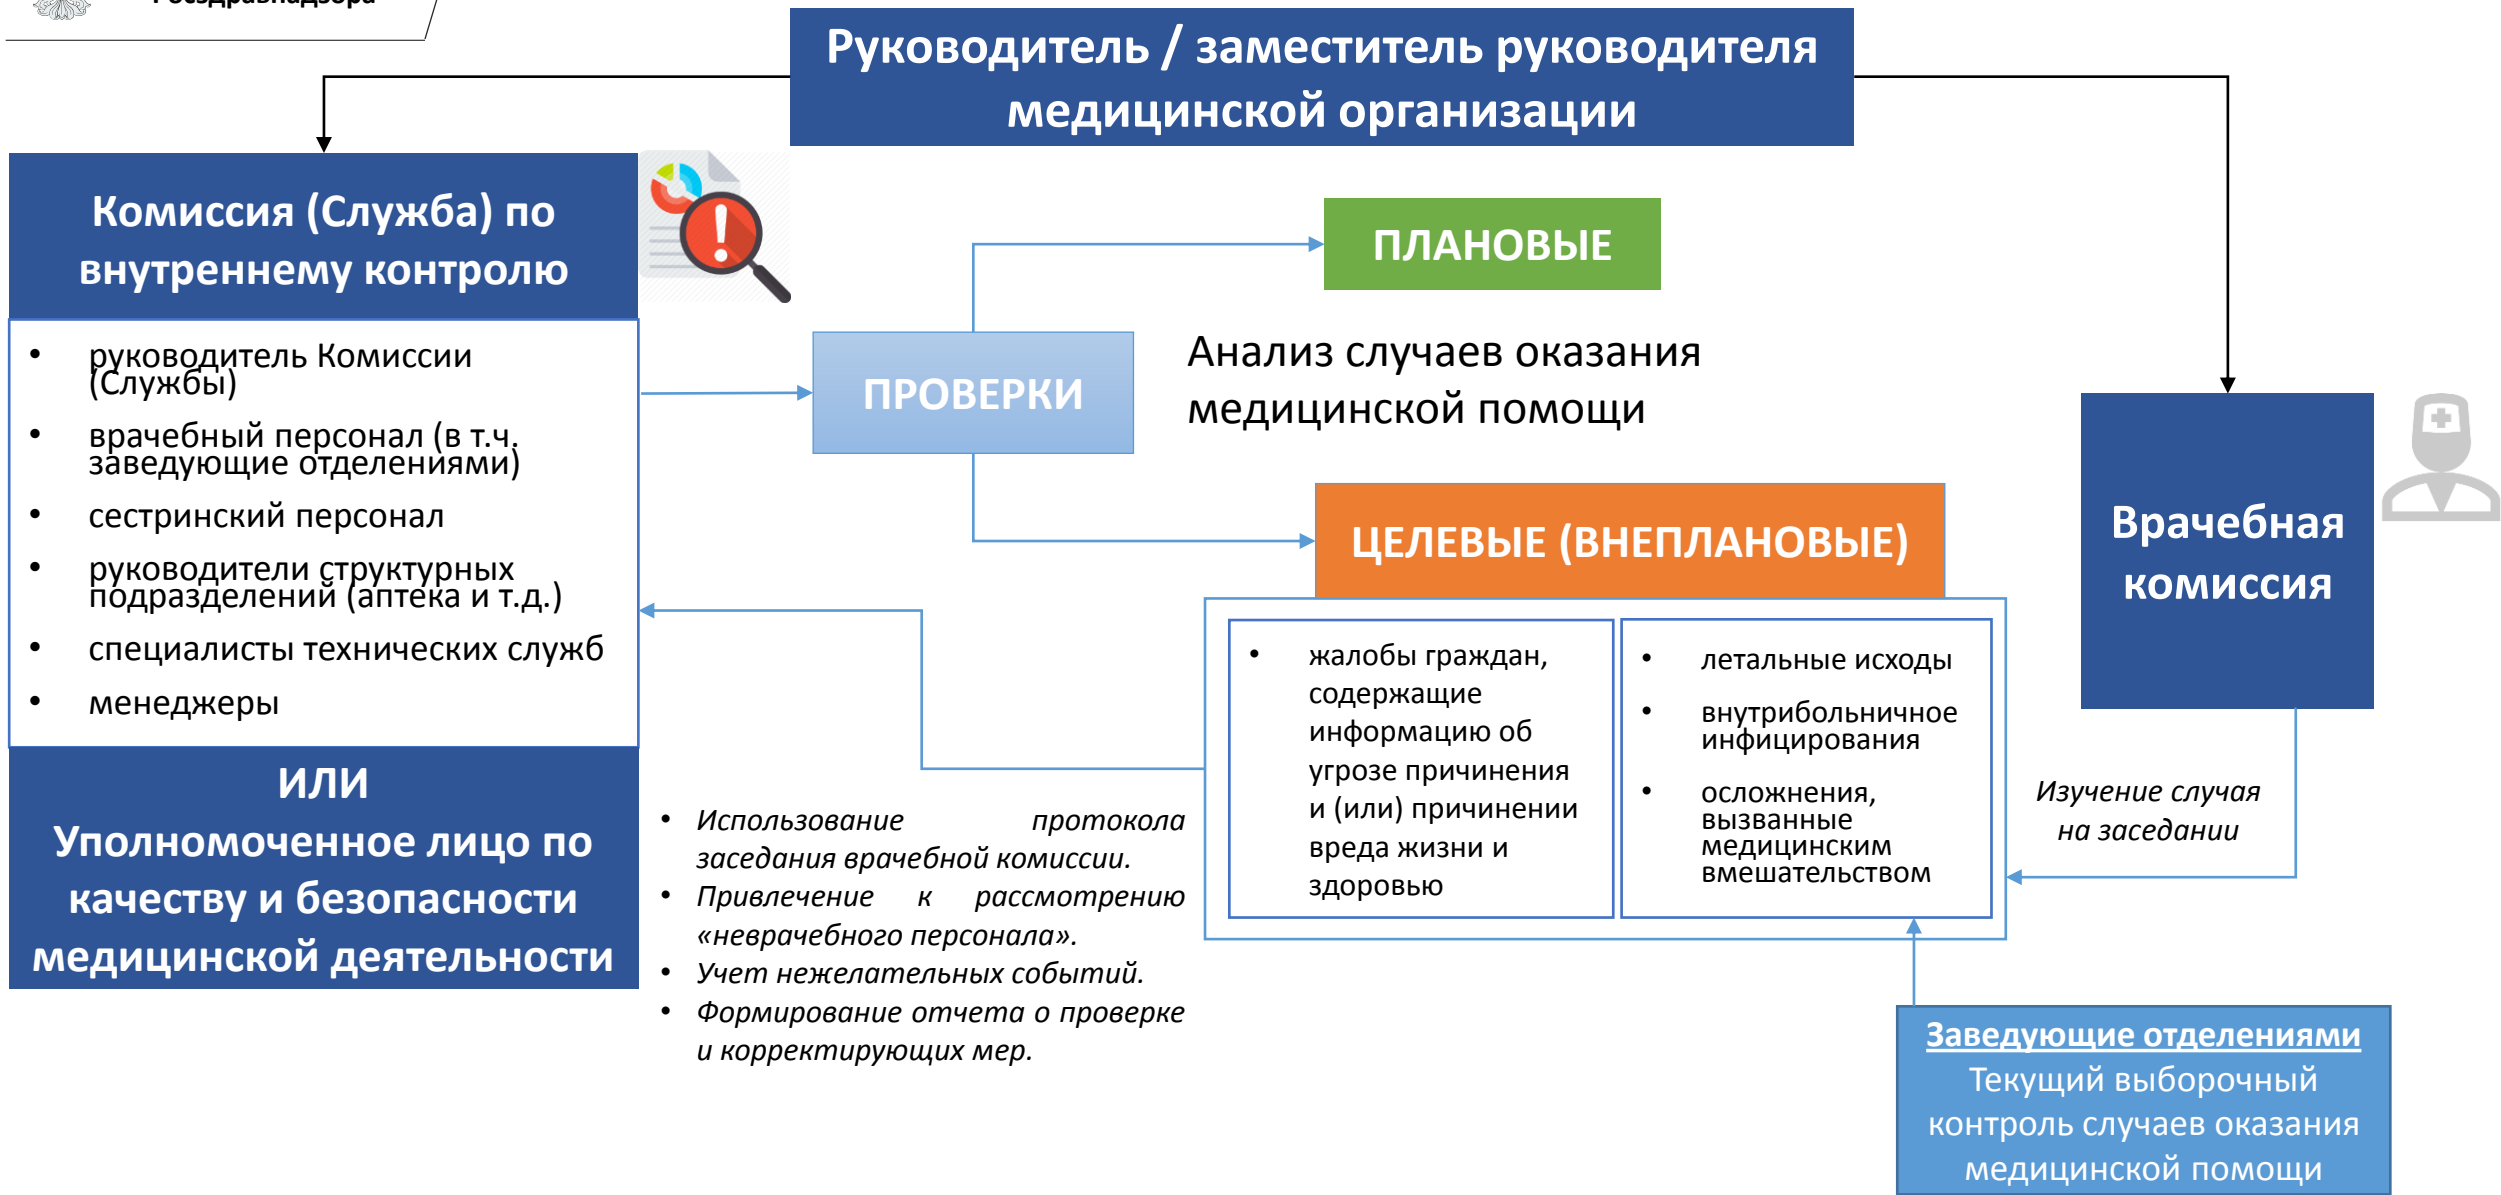 Росздравнадзора
Руководитель / заместитель руководителя
медицинской организации
Комиссия (Служба) по
внутреннему контролю
• руководитель Комиссии
(Службы)
• врачебный персонал (в т.ч.
заведующие отделениями)
• сестринский персонал
• руководители структурных
подразделений (аптека и т.д.)
• специалисты технических служб
• менеджеры
ИЛИ
Уполномоченное лицо по
качеству и безопасности
медицинской деятельности
ПРОВЕРКИ
ПЛАНОВЫЕ
Анализ случаев оказания
медицинской помощи
ЦЕЛЕВЫЕ (ВНЕПЛАНОВЫЕ)
• жалобы граждан,
содержащие
информацию об
угрозе причинения
и (или) причинении
вреда жизни и
здоровью
• летальные исходы
• внутрибольничное
инфицирования
• осложнения,
вызванные
медицинским
вмешательством
• Использование протокола
заседания врачебной комиссии.
• Привлечение к рассмотрению
«неврачебного персонала».
• Учет нежелательных событий.
• Формирование отчета о проверке
и корректирующих мер.
Врачебная
комиссия
Изучение случая
на заседании
Заведующие отделениями
Текущий выборочный
контроль случаев оказания
медицинской помощи